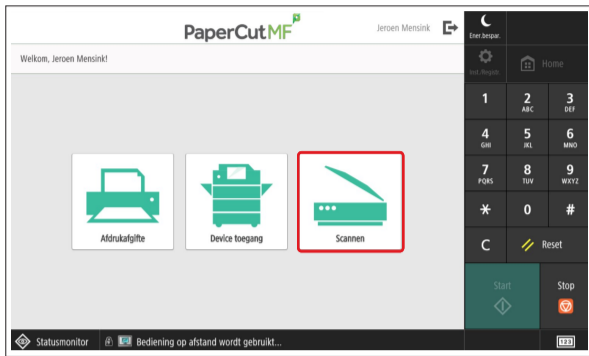 PaperCutMF
Jeroen Mensink
Welkom, Jeroen Mensink!
Afdrukafgifte
Device toegang
Scannen
Statusmonitor
Bediening op afstand wordt gebruikt...
Ener.bespar.
Inst./Registr.
Home
1
2
ABC
3
DEF
4
GHI
5
JKL
6
MNO
7
PQRS
8
TUV
9
WXYZ
*
0
#
C
Reset
Start
Stop
123